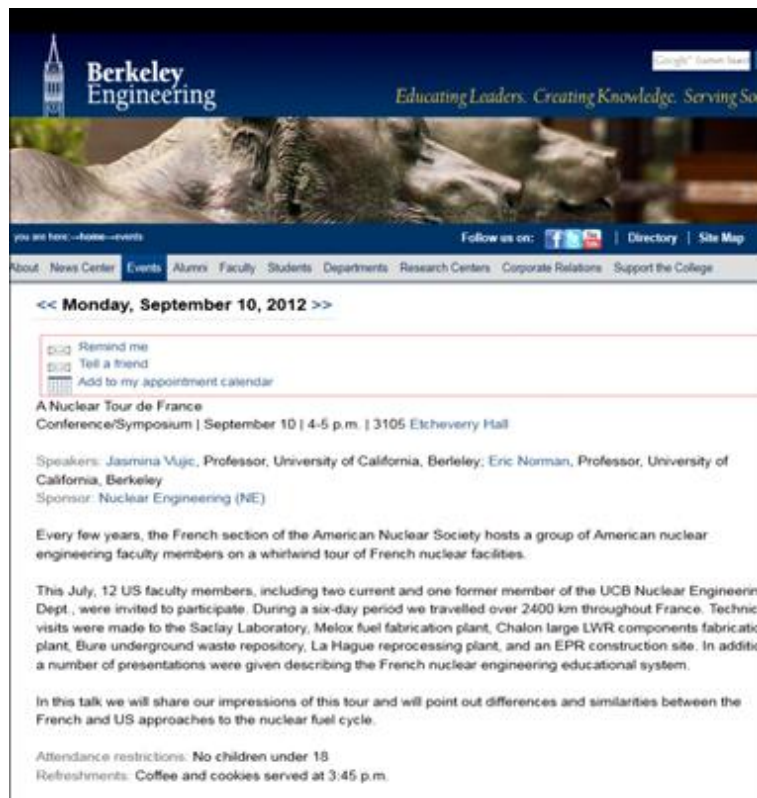 Berkeley
Engineering
Educating Leaders. Creating Knowledge. Serving So
you are here:→home→events
Follow us on:
| Directory | Site Map
About News Center Events Alumni Faculty Students Departments Research Centers Corporate Relations Support the College
<< Monday, September 10, 2012 >>
Remind me
Tell a friend
Add to my appointment calendar
A Nuclear Tour de France
Conference/Symposium | September 10 | 4-5 p.m. | 3105 Etcheverry Hall
Speakers: Jasmina Vujic, Professor, University of California, Berleley; Eric Norman, Professor, University of
California, Berkeley
Sponsor: Nuclear Engineering (NE)
Every few years, the French section of the American Nuclear Society hosts a group of American nuclear
engineering faculty members on a whirlwind tour of French nuclear facilities.
This July, 12 US faculty members, including two current and one former member of the UCB Nuclear Engineerin
Dept., were invited to participate. During a six-day period we travelled over 2400 km throughout France. Technic
visits were made to the Saclay Laboratory, Melox fuel fabrication plant, Chalon large LWR components fabricatio
plant, Bure underground waste repository, La Hague reprocessing plant, and an EPR construction site. In additio
a number of presentations were given describing the French nuclear engineering educational system.
In this talk we will share our impressions of this tour and will point out differences and similarities between the
French and US approaches to the nuclear fuel cycle.
Attendance restrictions: No children under 18
Refreshments: Coffee and cookies served at 3:45 p.m.